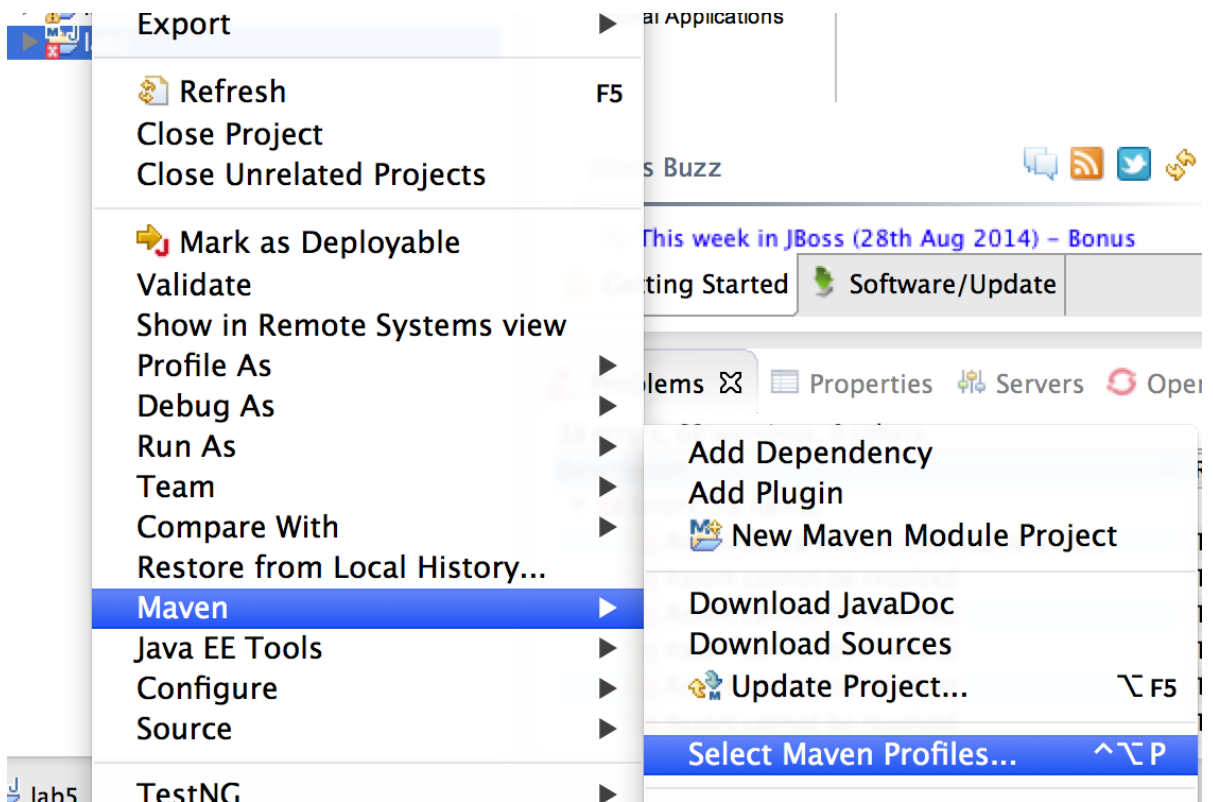 Export
Refresh F5
Close Project
Close Unrelated Projects
Mark as Deployable
Validate
Show in Remote Systems view
Profile As
Debug As
Run As
Team
Compare With
Restore from Local History...
Maven
Java EE Tools
Configure
Source
TestNG
lab5
al Applications
s Buzz
This week in JBoss (28th Aug 2014) – Bonus
Getting Started
Software/Update
Problems
Properties
Servers
Add Dependency
Add Plugin
New Maven Module Project
Download JavaDoc
Download Sources
Update Project... ⌥ F5
Select Maven Profiles... ^⌥ P